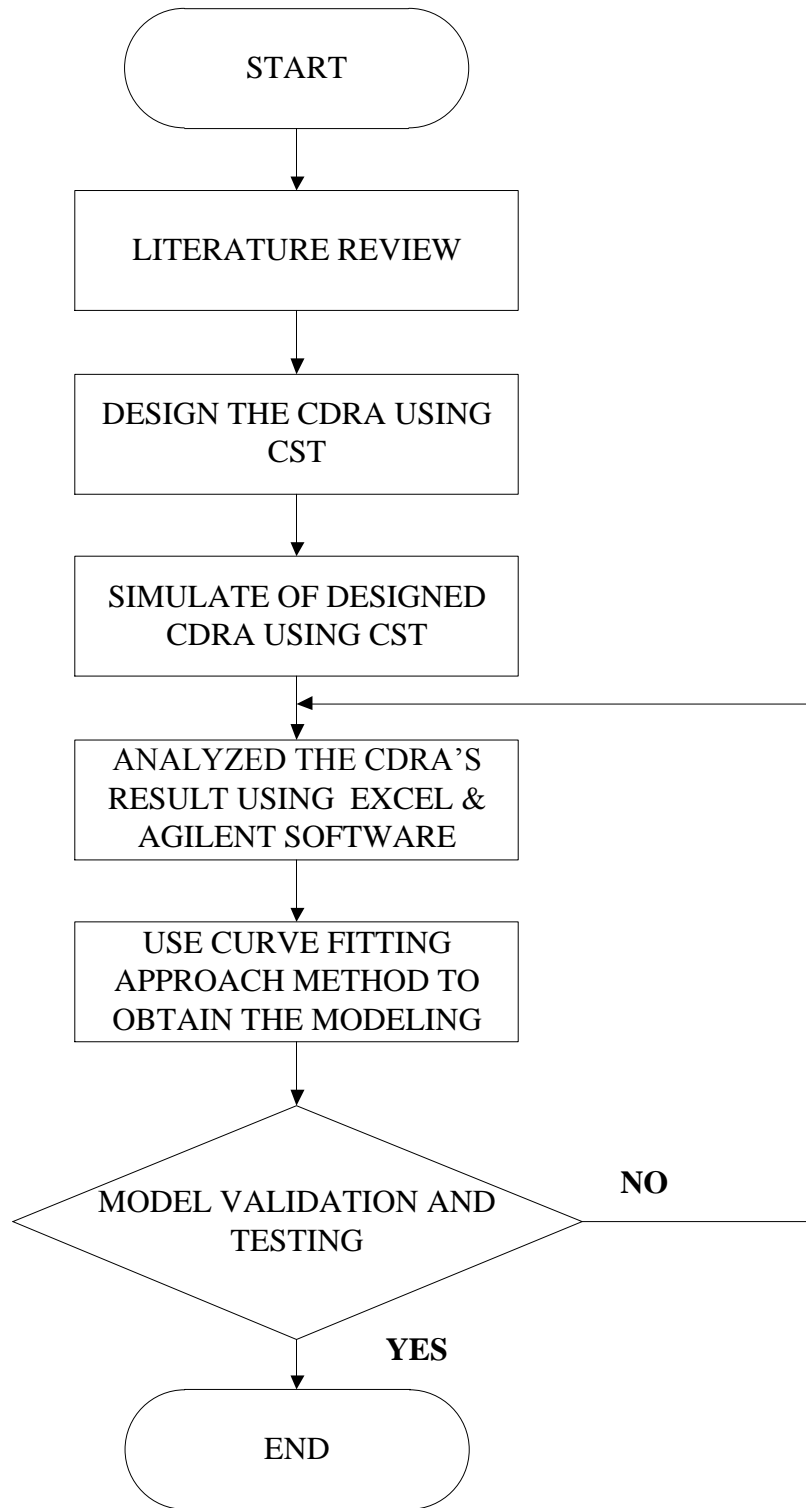 START
LITERATURE REVIEW
DESIGN THE CDRA USING
CST
SIMULATE OF DESIGNED
CDRA USING CST
ANALYZED THE CDRA'S
RESULT USING  EXCEL &
AGILENT SOFTWARE
USE CURVE FITTING
APPROACH METHOD TO
OBTAIN THE MODELING
MODEL VALIDATION AND
TESTING
NO
YES
END